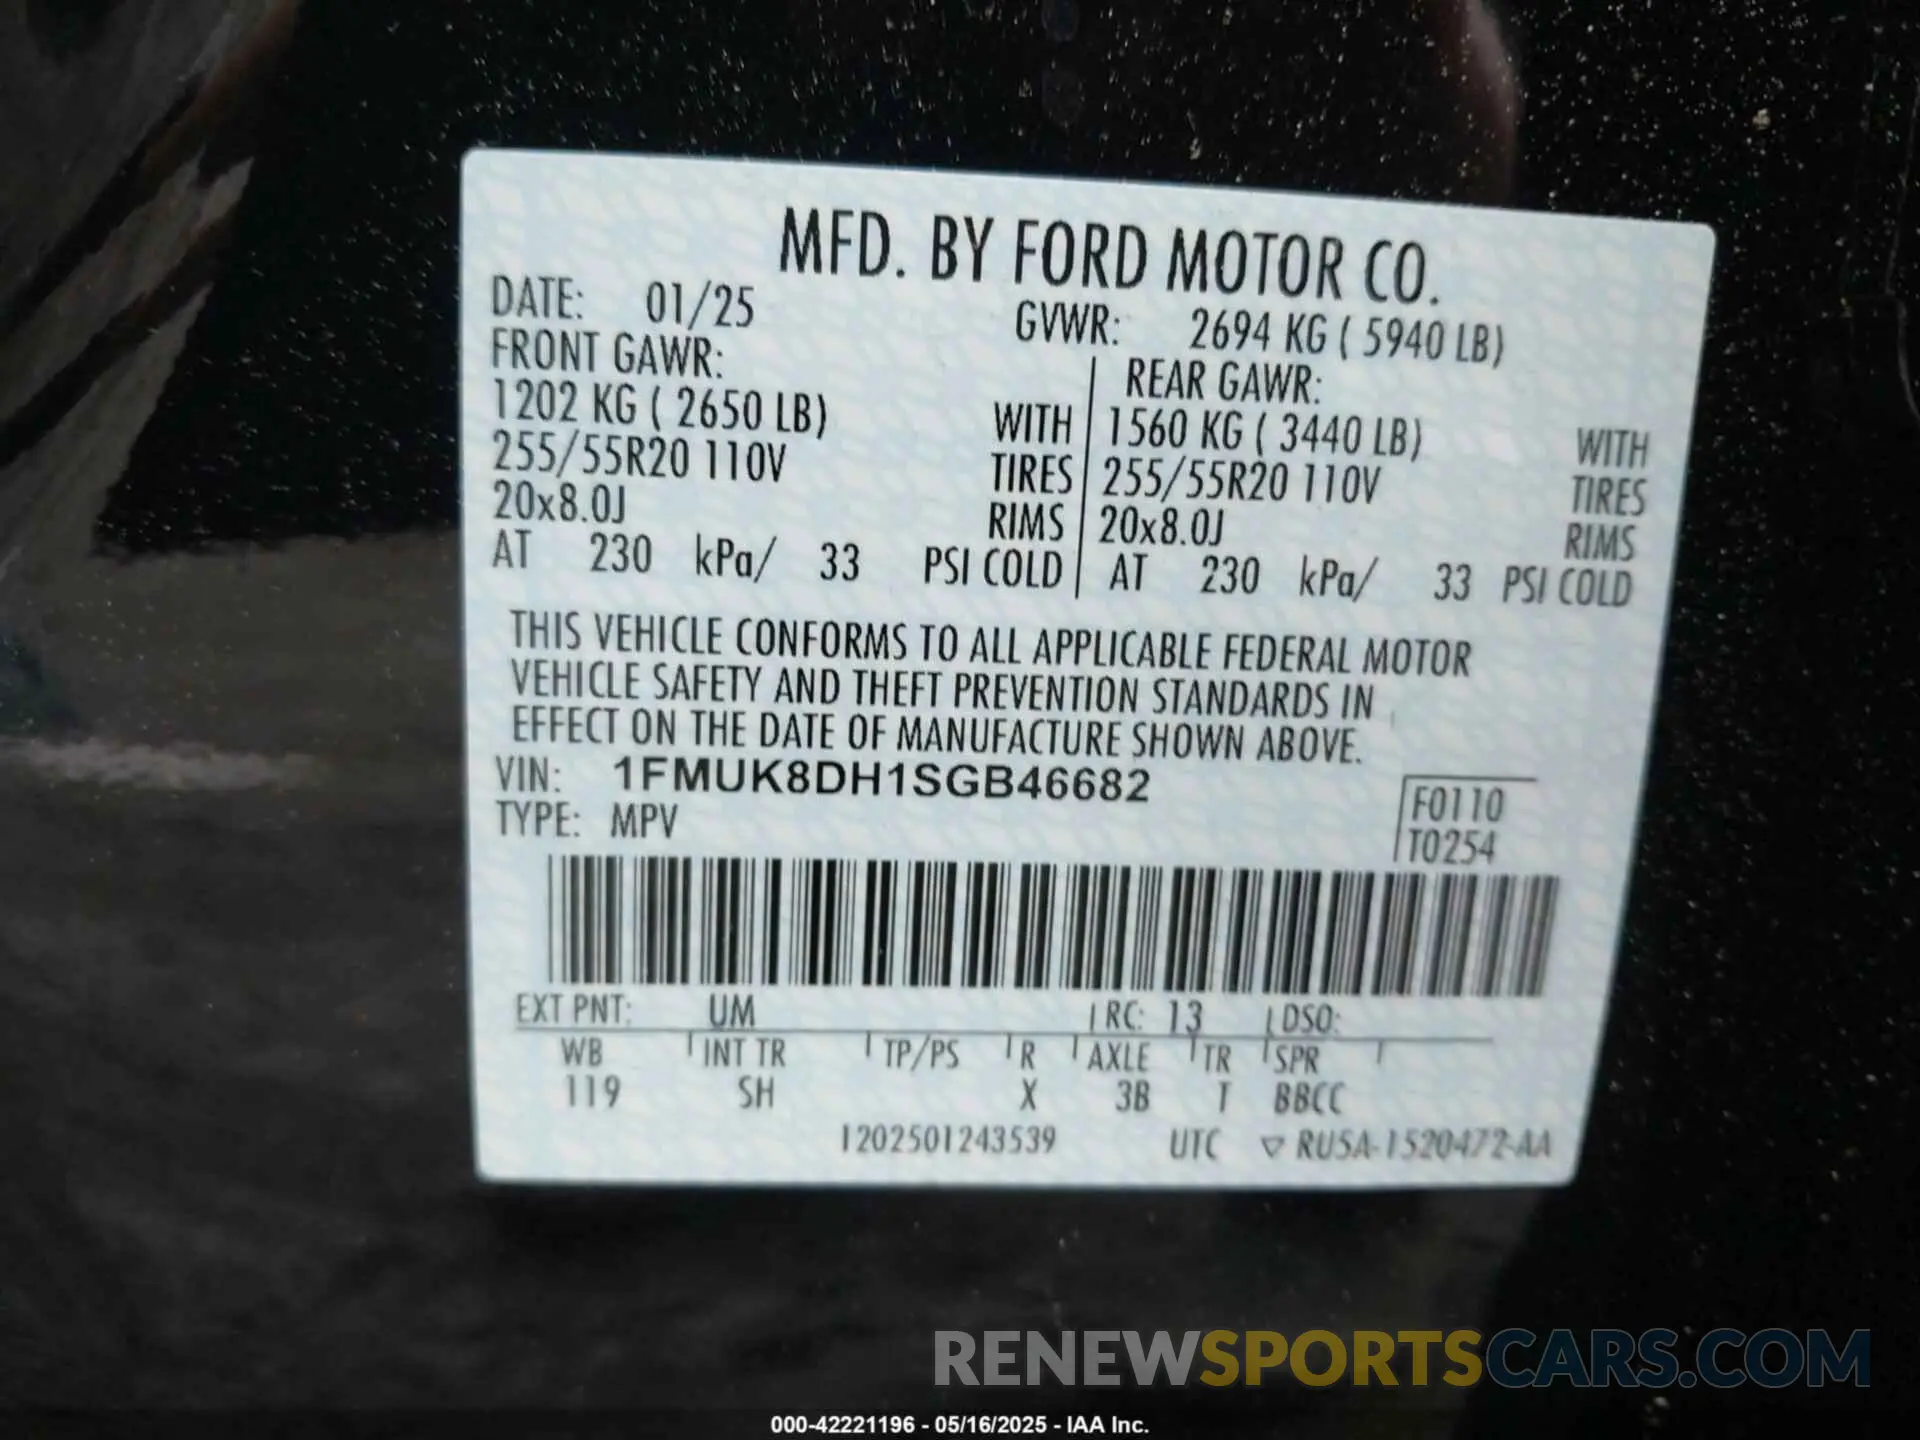 MFD. BY FORD MOTOR CO.
DATE: 01/25 GVWR: 2694 KG ( 5940 LB)
FRONT GAWR: REAR GAWR:
1202 KG ( 2650 LB) WITH 1560 KG ( 3440 LB) WITH
255/55R20 110V TIRES 255/55R20 110V TIRES
20x8.0J RIMS 20x8.0J RIMS
AT 230 kPa/ 33 PSI COLD AT 230 kPa/ 33 PSI COLD
THIS VEHICLE CONFORMS TO ALL APPLICABLE FEDERAL MOTOR
VEHICLE SAFETY AND THEFT PREVENTION STANDARDS IN
EFFECT ON THE DATE OF MANUFACTURE SHOWN ABOVE.
VIN: 1FMUK8DH1SGB46682
TYPE: MPV
F0110
T0254
EXT PNT: UM RC: 13 DSO:
WB INT TR TP/PS R AXLE TR SPR
119 SH X 3B T BBCC
1202501243539 UTC ▽ RU5A-1520472-AA
RENEWSPORTSCARS.COM
000-42221196 - 05/16/2025 - IAA Inc.